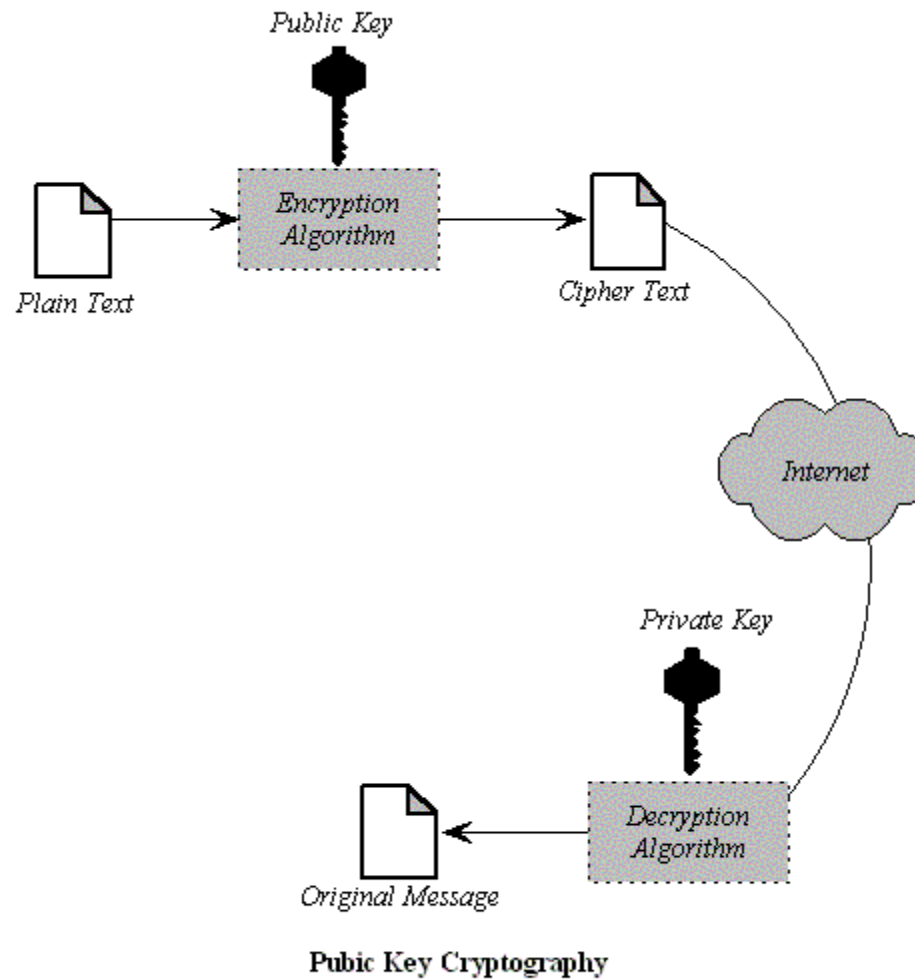 Public Key
Encryption
Algorithm
Plain Text
Cipher Text
Internet
Private Key
Decryption
Algorithm
Original Message
Pubic Key Cryptography